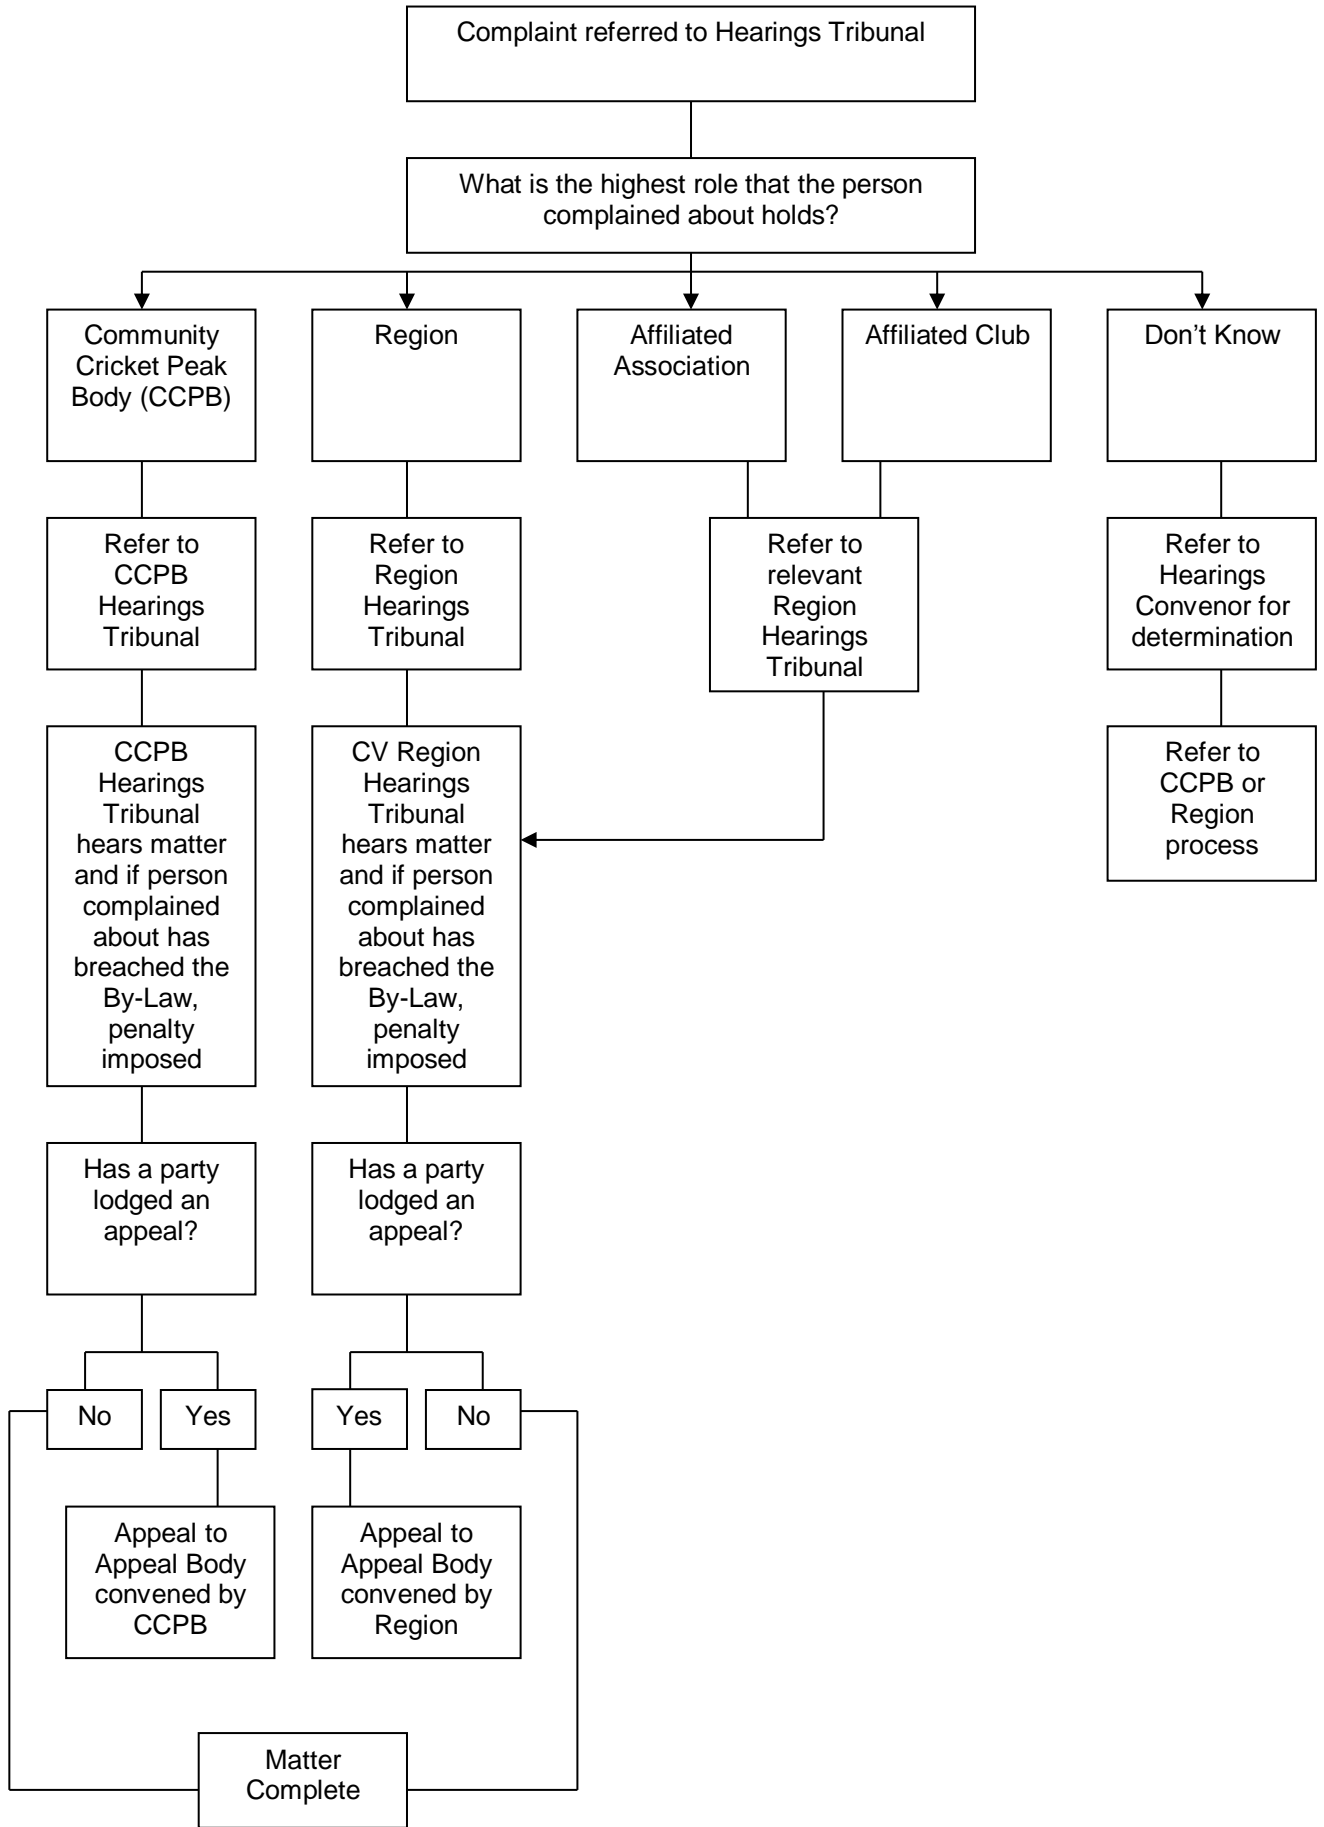 Complaint referred to Hearings Tribunal
What is the highest role that the person
complained about holds?
Community
Cricket Peak
Body (CCPB)
Region
Affiliated
Association
Affiliated Club
Don’t Know
Refer to
CCPB
Hearings
Tribunal
Refer to
Region
Hearings
Tribunal
Refer to
relevant
Region
Hearings
Tribunal
Refer to
Hearings
Convenor for
determination
CCPB
Hearings
Tribunal
hears matter
and if person
complained
about has
breached the
By-Law,
penalty
imposed
CV Region
Hearings
Tribunal
hears matter
and if person
complained
about has
breached the
By-Law,
penalty
imposed
Refer to
CCPB or
Region
process
Has a party
lodged an
appeal?
Has a party
lodged an
appeal?
No
Yes
Yes
No
Appeal to
Appeal Body
convened by
CCPB
Appeal to
Appeal Body
convened by
Region
Matter
Complete